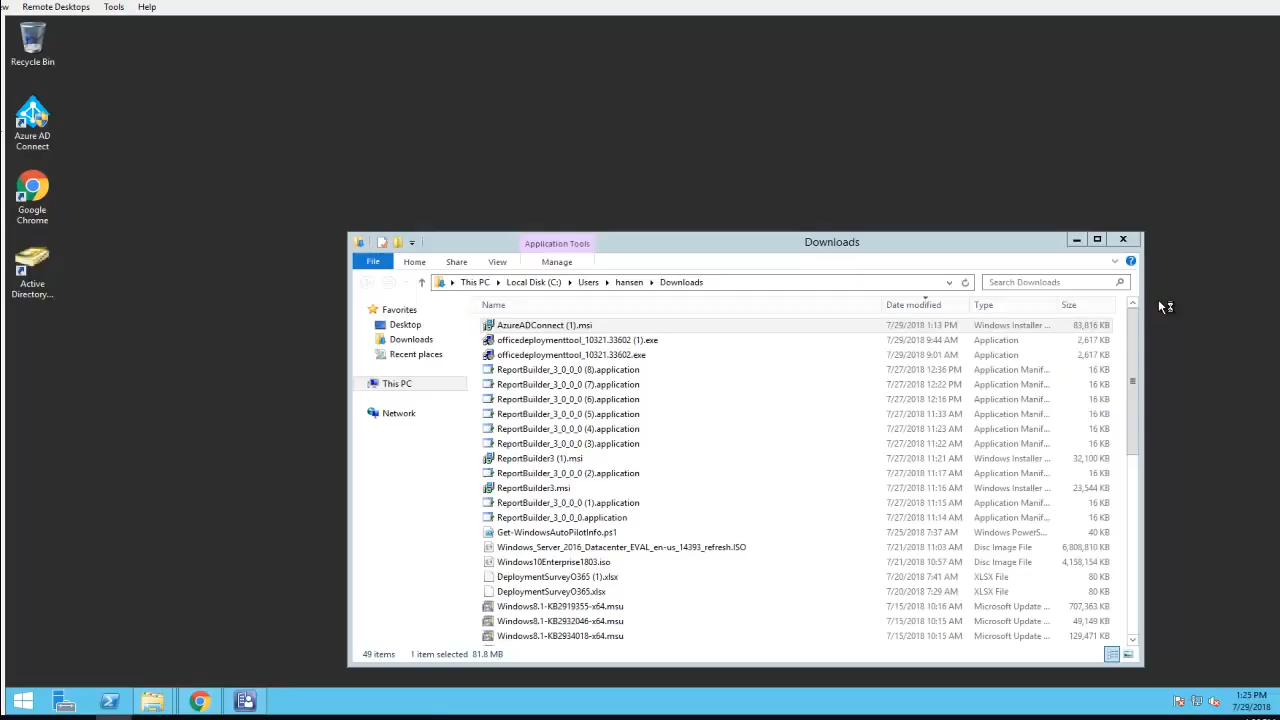 ew Remote Desktops Tools Help
Recycle Bin
Azure AD
Connect
Google
Chrome
Active
Directory...
Application Tools Downloads
File Home Share View Manage
This PC Local Disk (C:) Users hansen Downloads Search Downloads
Name Date modified Type Size
Favorites
Desktop
Downloads
Recent places
This PC
Network
AzureADConnect (1).msi 7/29/2018 1:13 PM Windows Installer ... 83,816 KB
officedeploymenttool_10321.33602 (1).exe 7/29/2018 9:44 AM Application 2,617 KB
officedeploymenttool_10321.33602.exe 7/29/2018 9:01 AM Application 2,617 KB
ReportBuilder_3_0_0_0 (8).application 7/27/2018 12:36 PM Application Manif... 16 KB
ReportBuilder_3_0_0_0 (7).application 7/27/2018 12:22 PM Application Manif... 16 KB
ReportBuilder_3_0_0_0 (6).application 7/27/2018 12:16 PM Application Manif... 16 KB
ReportBuilder_3_0_0_0 (5).application 7/27/2018 11:33 AM Application Manif... 16 KB
ReportBuilder_3_0_0_0 (4).application 7/27/2018 11:23 AM Application Manif... 16 KB
ReportBuilder_3_0_0_0 (3).application 7/27/2018 11:22 AM Application Manif... 16 KB
ReportBuilder3 (1).msi 7/27/2018 11:21 AM Windows Installer ... 32,100 KB
ReportBuilder_3_0_0_0 (2).application 7/27/2018 11:17 AM Application Manif... 16 KB
ReportBuilder3.msi 7/27/2018 11:16 AM Windows Installer ... 23,544 KB
ReportBuilder_3_0_0_0 (1).application 7/27/2018 11:15 AM Application Manif... 16 KB
ReportBuilder_3_0_0_0.application 7/27/2018 11:14 AM Application Manif... 16 KB
Get-WindowsAutoPilotInfo.ps1 7/25/2018 7:37 AM Windows PowerS... 40 KB
Windows_Server_2016_Datacenter_EVAL_en-us_14393_refresh.ISO 7/21/2018 11:03 AM Disc Image File 6,808,810 KB
Windows10Enterprise1803.iso 7/21/2018 10:57 AM Disc Image File 4,158,154 KB
DeploymentSurveyO365 (1).xlsx 7/20/2018 7:41 AM XLSX File 80 KB
DeploymentSurveyO365.xlsx 7/20/2018 7:29 AM XLSX File 80 KB
Windows8.1-KB2919355-x64.msu 7/15/2018 10:16 AM Microsoft Update ... 707,363 KB
Windows8.1-KB2932046-x64.msu 7/15/2018 10:15 AM Microsoft Update ... 49,149 KB
Windows8.1-KB2934018-x64.msu 7/15/2018 10:15 AM Microsoft Update ... 129,471 KB
49 items 1 item selected 81.8 MB
1:25 PM
7/29/2018